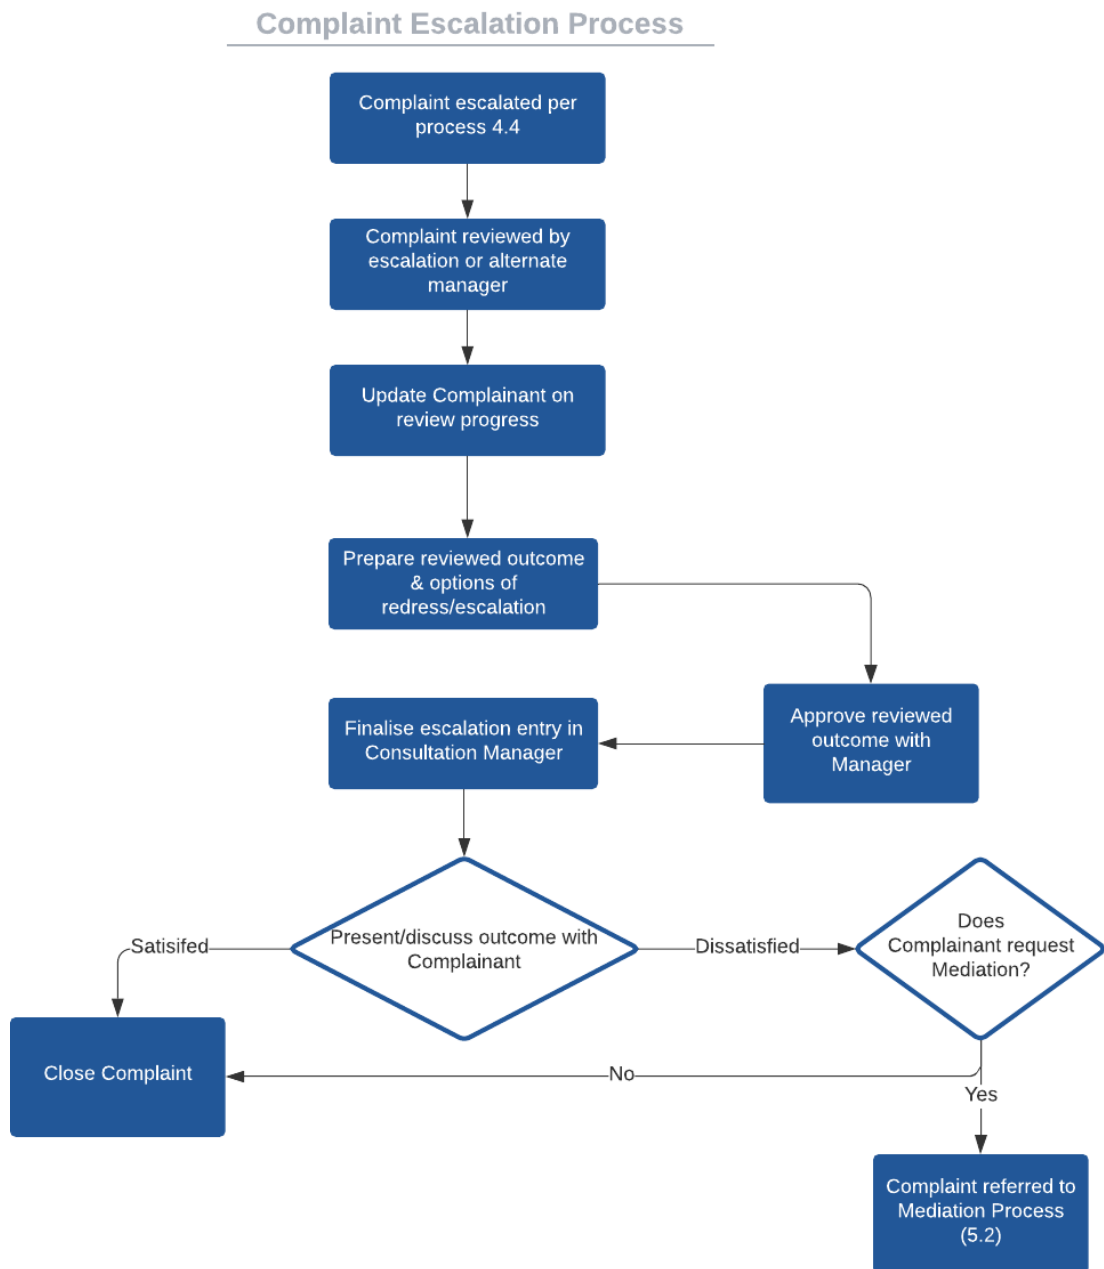 Complaint Escalation Process
Complaint escalated per
process 4.4
Complaint reviewed by
escalation or alternate
manager
Update Complainant on
review progress
Prepare reviewed outcome
& options of
redress/escalation
Approve reviewed
outcome with
Manager
Finalise escalation entry in
Consultation Manager
Present/discuss outcome with
Complainant
Satisifed
Dissatisfied
Does
Complainant request
Mediation?
Close Complaint
No
Yes
Complaint referred to
Mediation Process
(5.2)